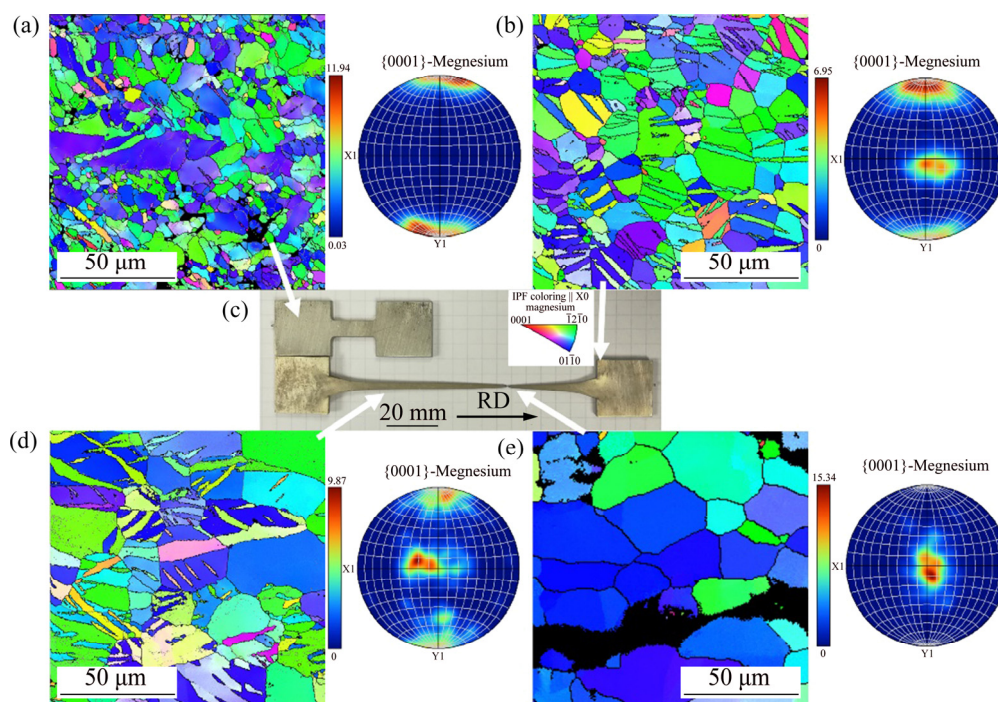 (a)
{0001}-Megnesium
11.94
X1
0.03
Y1
50 μm
(b)
{0001}-Megnesium
6.95
X1
0
Y1
50 μm
(c)
IPF coloring || X0
magnesium
0001
1̅21̅0
011̅0
20 mm
RD
(d)
{0001}-Megnesium
9.87
X1
0
Y1
50 μm
(e)
{0001}-Megnesium
15.34
X1
0
Y1
50 μm